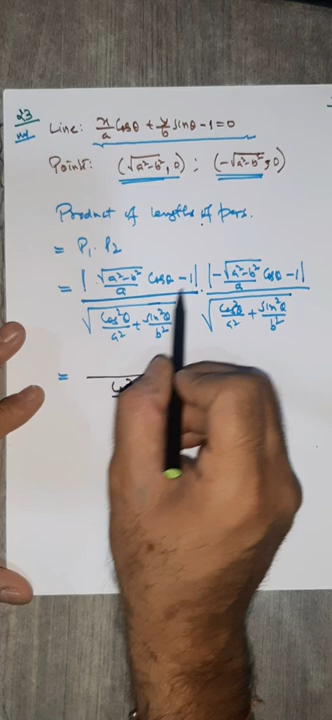 23
Line: x/a Cosθ + y/b Sinθ - 1 = 0
Points: (√a²-b², 0) ; (-√a²-b², 0)
Product of lengths of pers.
= P₁ · P₂
= |√a²-b²/a Cosθ - 1| / √(Cos²θ/a² + Sin²θ/b²) · |-√a²-b²/a Cosθ - 1| / √(Cos²θ/a² + Sin²θ/b²)
=